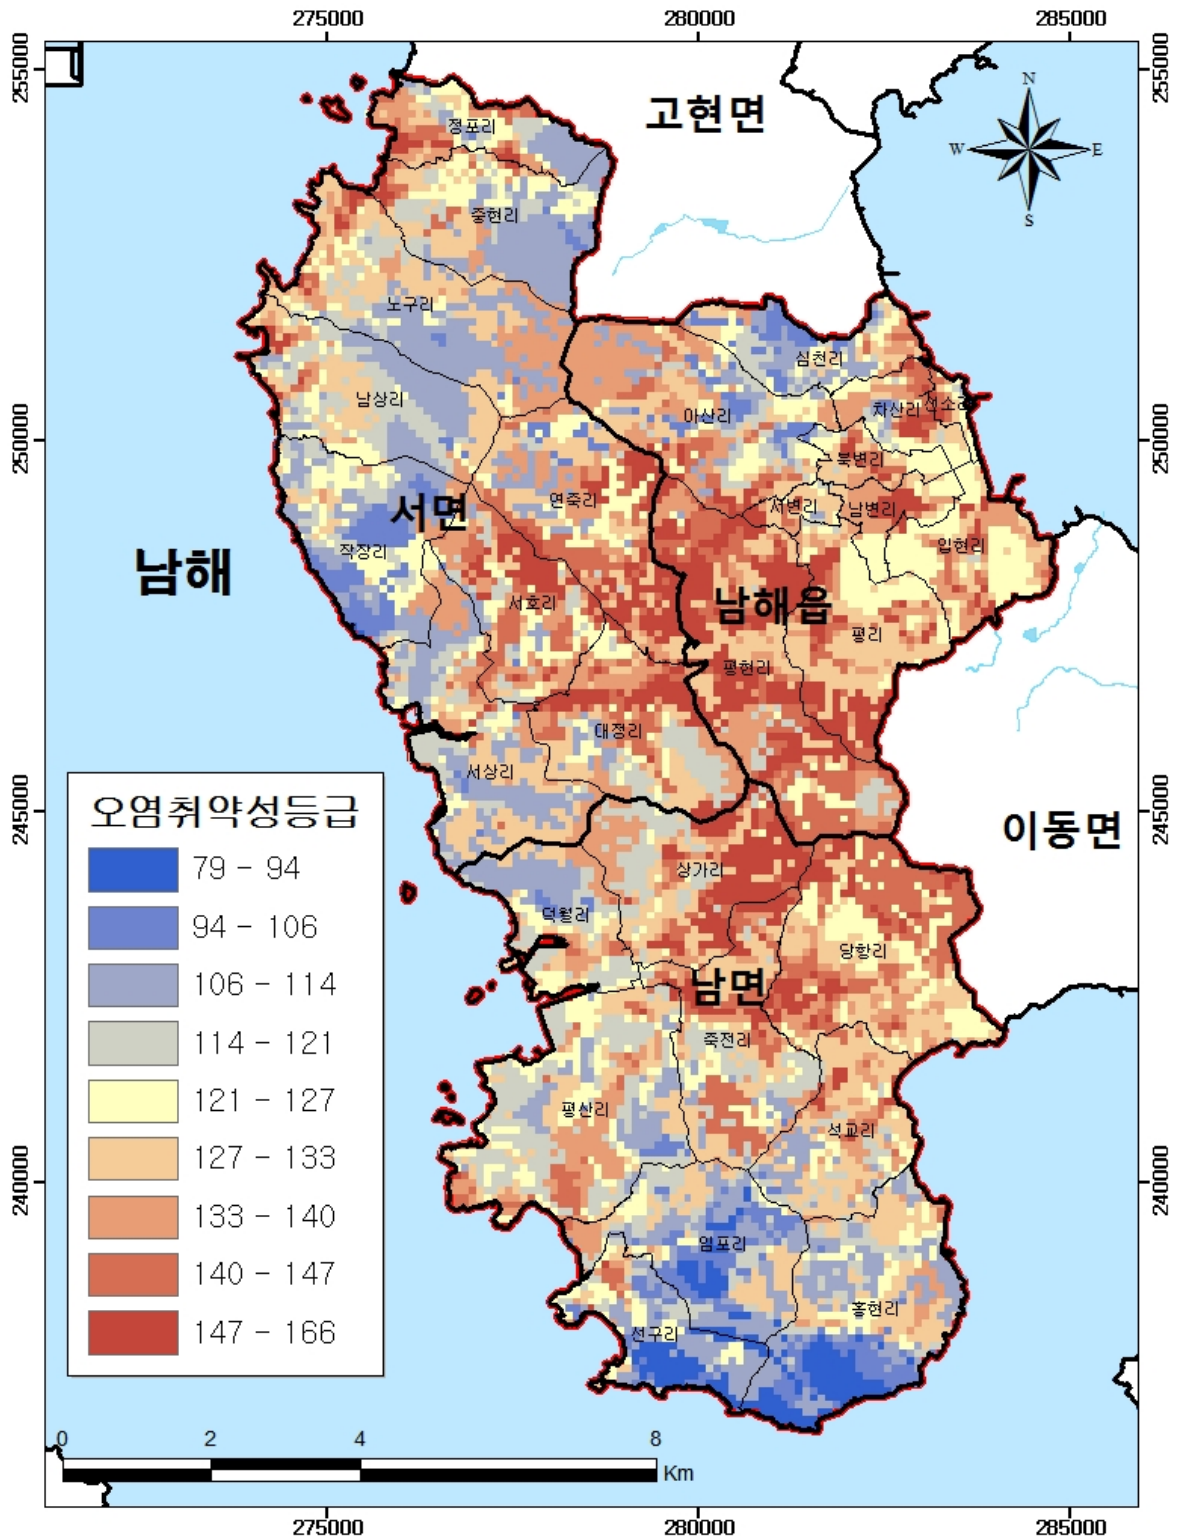 275000
280000
285000
255000
255000
고현면
N
W
E
S
정포리
중현리
노구리
심천리
남상리
아산리
차산리
북변리
250000
250000
연죽리
서변리
남변리
입현리
서면
작장리
남해
서호리
남해읍
평리
평현리
대정리
서상리
245000
245000
이동면
상가리
덕월리
당항리
남면
죽전리
평산리
석교리
240000
240000
임포리
홍현리
선구리
오염취약성등급
79 - 94
94 - 106
106 - 114
114 - 121
121 - 127
127 - 133
133 - 140
140 - 147
147 - 166
0
2
4
8
Km
275000
280000
285000